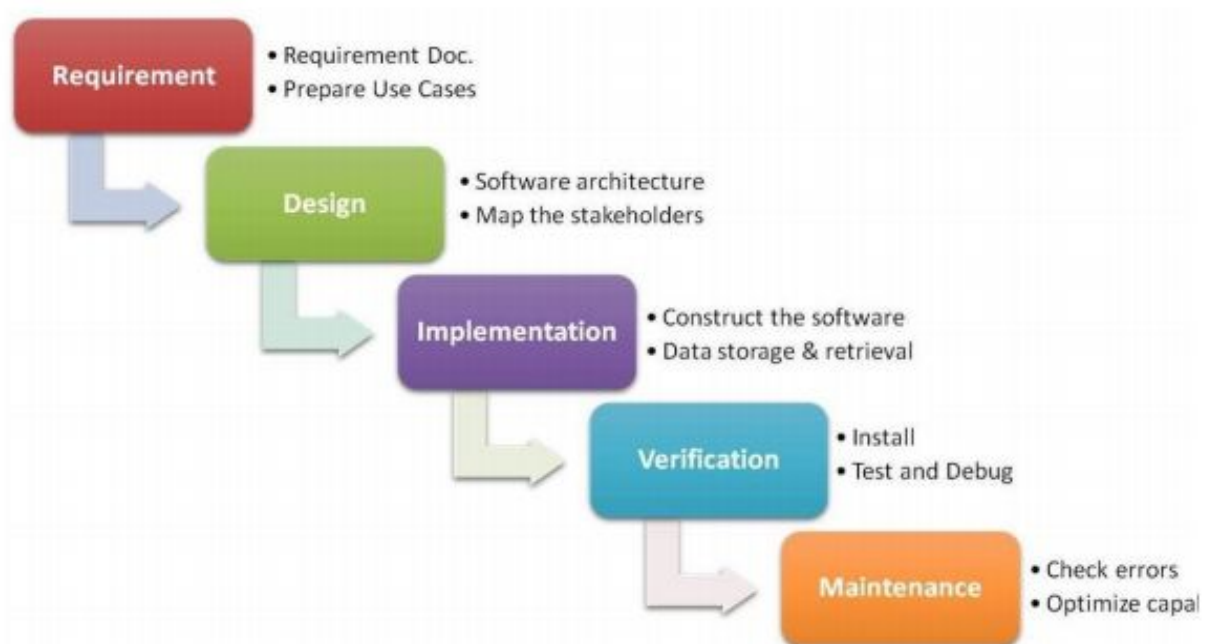 Requirement
• Requirement Doc.
• Prepare Use Cases
Design
• Software architecture
• Map the stakeholders
Implementation
• Construct the software
• Data storage & retrieval
Verification
• Install
• Test and Debug
Maintenance
• Check errors
• Optimize